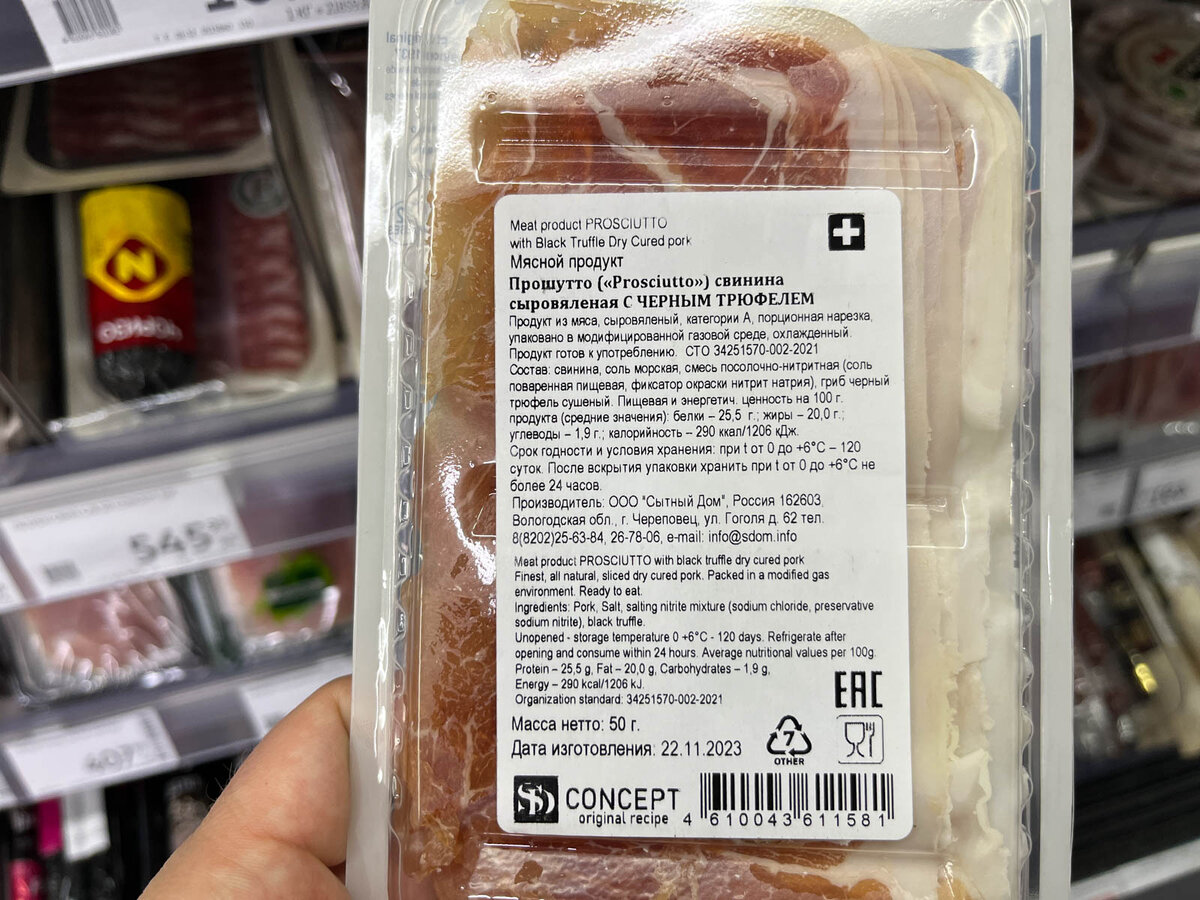 Meat product PROSCIUTTO
with Black Truffle Dry Cured pork
Мясной продукт
Прошутто («Prosciutto») свинина
сыровяленая С ЧЕРНЫМ ТРЮФЕЛЕМ
Продукт из мяса, сыровяленый, категории А, порционная нарезка,
упаковано в модифицированной газовой среде, охлажденный.
Продукт готов к употреблению. СТО 34251570-002-2021
Состав: свинина, соль морская, смесь посолочно-нитритная (соль
поваренная пищевая, фиксатор окраски нитрит натрия), гриб черный
трюфель сушеный. Пищевая и энергетич. ценность на 100 г.
продукта (средние значения): белки – 25,5 г.; жиры – 20,0 г.;
углеводы – 1,9 г.; калорийность – 290 ккал/1206 кДж.
Срок годности и условия хранения: при t от 0 до +6°С – 120
суток. После вскрытия упаковки хранить при t от 0 до +6°С не
более 24 часов.
Производитель: ООО "Сытный Дом", Россия 162603,
Вологодская обл., г. Череповец, ул. Гоголя д. 62 тел.
8(8202)25-63-84, 26-78-06, e-mail: info@sdom.info
Meat product PROSCIUTTO with black truffle dry cured pork
Finest, all natural, sliced dry cured pork. Packed in a modified gas
environment. Ready to eat.
Ingredients: Pork, Salt, salting nitrite mixture (sodium chloride, preservative
sodium nitrite), black truffle.
Unopened - storage temperature 0 +6°C - 120 days. Refrigerate after
opening and consume within 24 hours. Average nutritional values per 100g.
Protein – 25,5 g, Fat – 20,0 g, Carbohydrates – 1,9 g,
Energy – 290 kcal/1206 kJ.
Organization standard: 34251570-002-2021
EAC
Масса нетто: 50 г.
Дата изготовления: 22.11.2023
7
OTHER
SD CONCEPT
original recipe
4 610043 611581
N
ЧОРИЗО
545
407